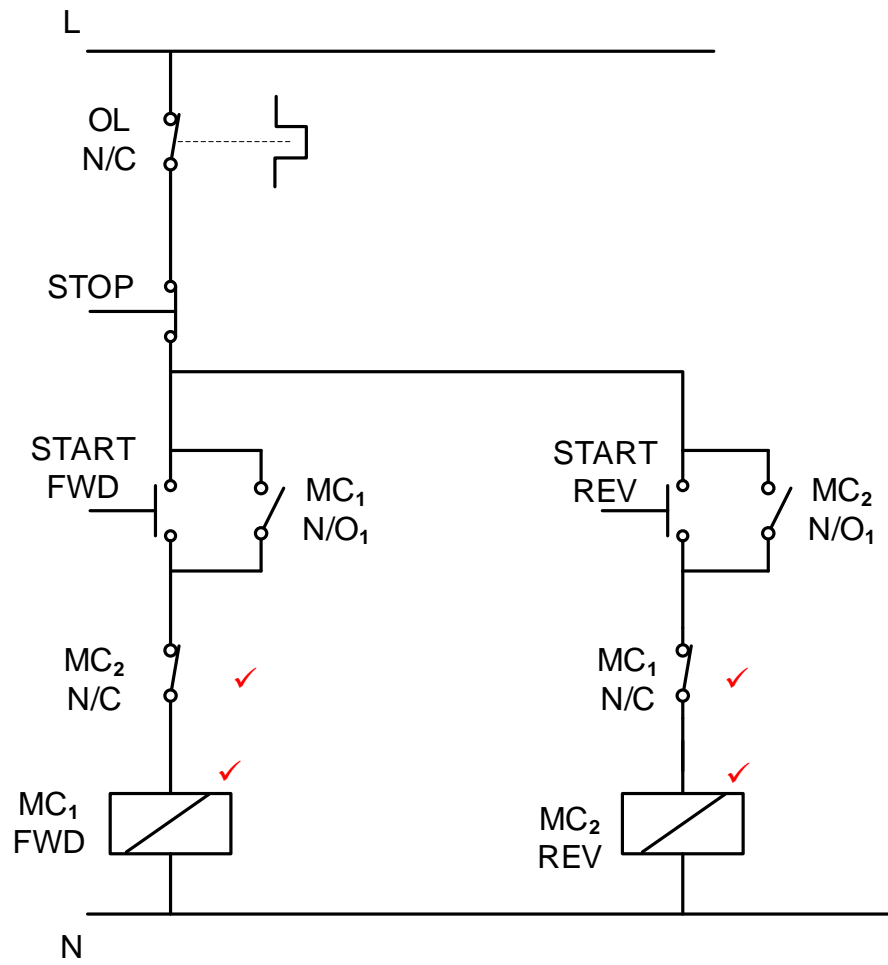 L
OL
N/C
STOP
START
FWD
MC₁
N/O₁
START
REV
MC₂
N/O₁
MC₂
N/C
MC₁
N/C
MC₁
FWD
MC₂
REV
N